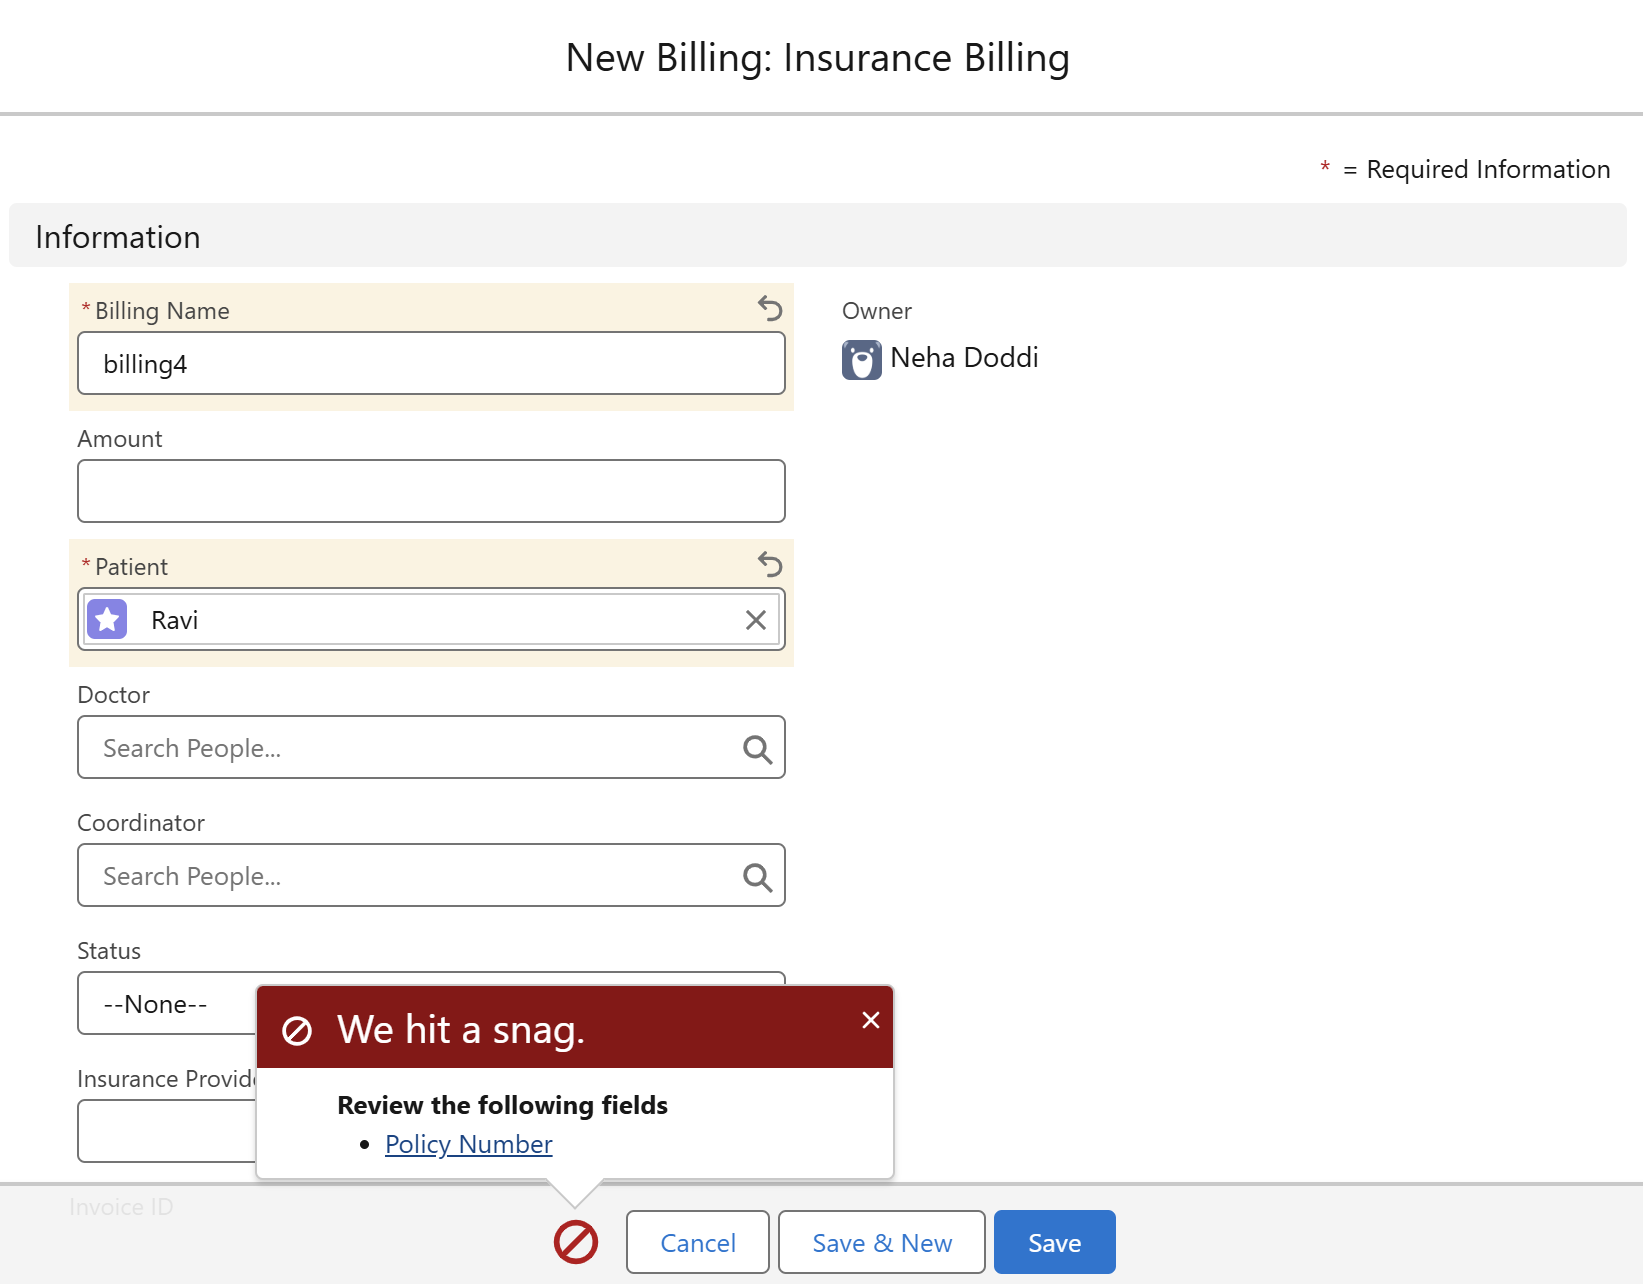 New Billing: Insurance Billing
* = Required Information
Information
* Billing Name
billing4
Owner
Neha Doddi
Amount
* Patient
Ravi
Doctor
Search People...
Coordinator
Search People...
Status
--None--
We hit a snag.
Review the following fields
• Policy Number
Insurance Provide
Invoice ID
Cancel
Save & New
Save